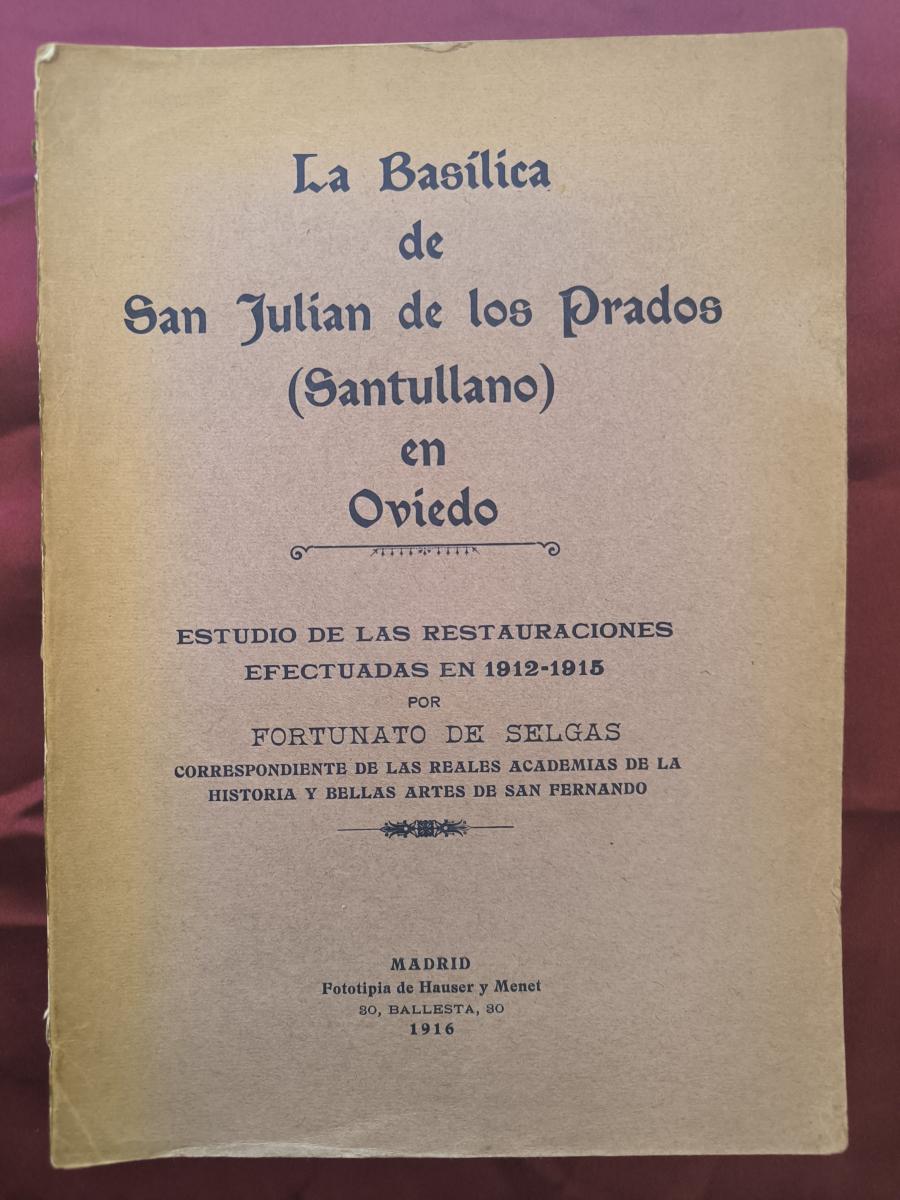 La Basílica
de
San Julián de los Prados
(Santullano)
en
Oviedo
ESTUDIO DE LAS RESTAURACIONES
EFECTUADAS EN 1912-1915
POR
FORTUNATO DE SELGAS
CORRESPONDIENTE DE LAS REALES ACADEMIAS DE LA
HISTORIA Y BELLAS ARTES DE SAN FERNANDO
MADRID
Fototipia de Hauser y Menet
30, BALLESTA, 30
1916